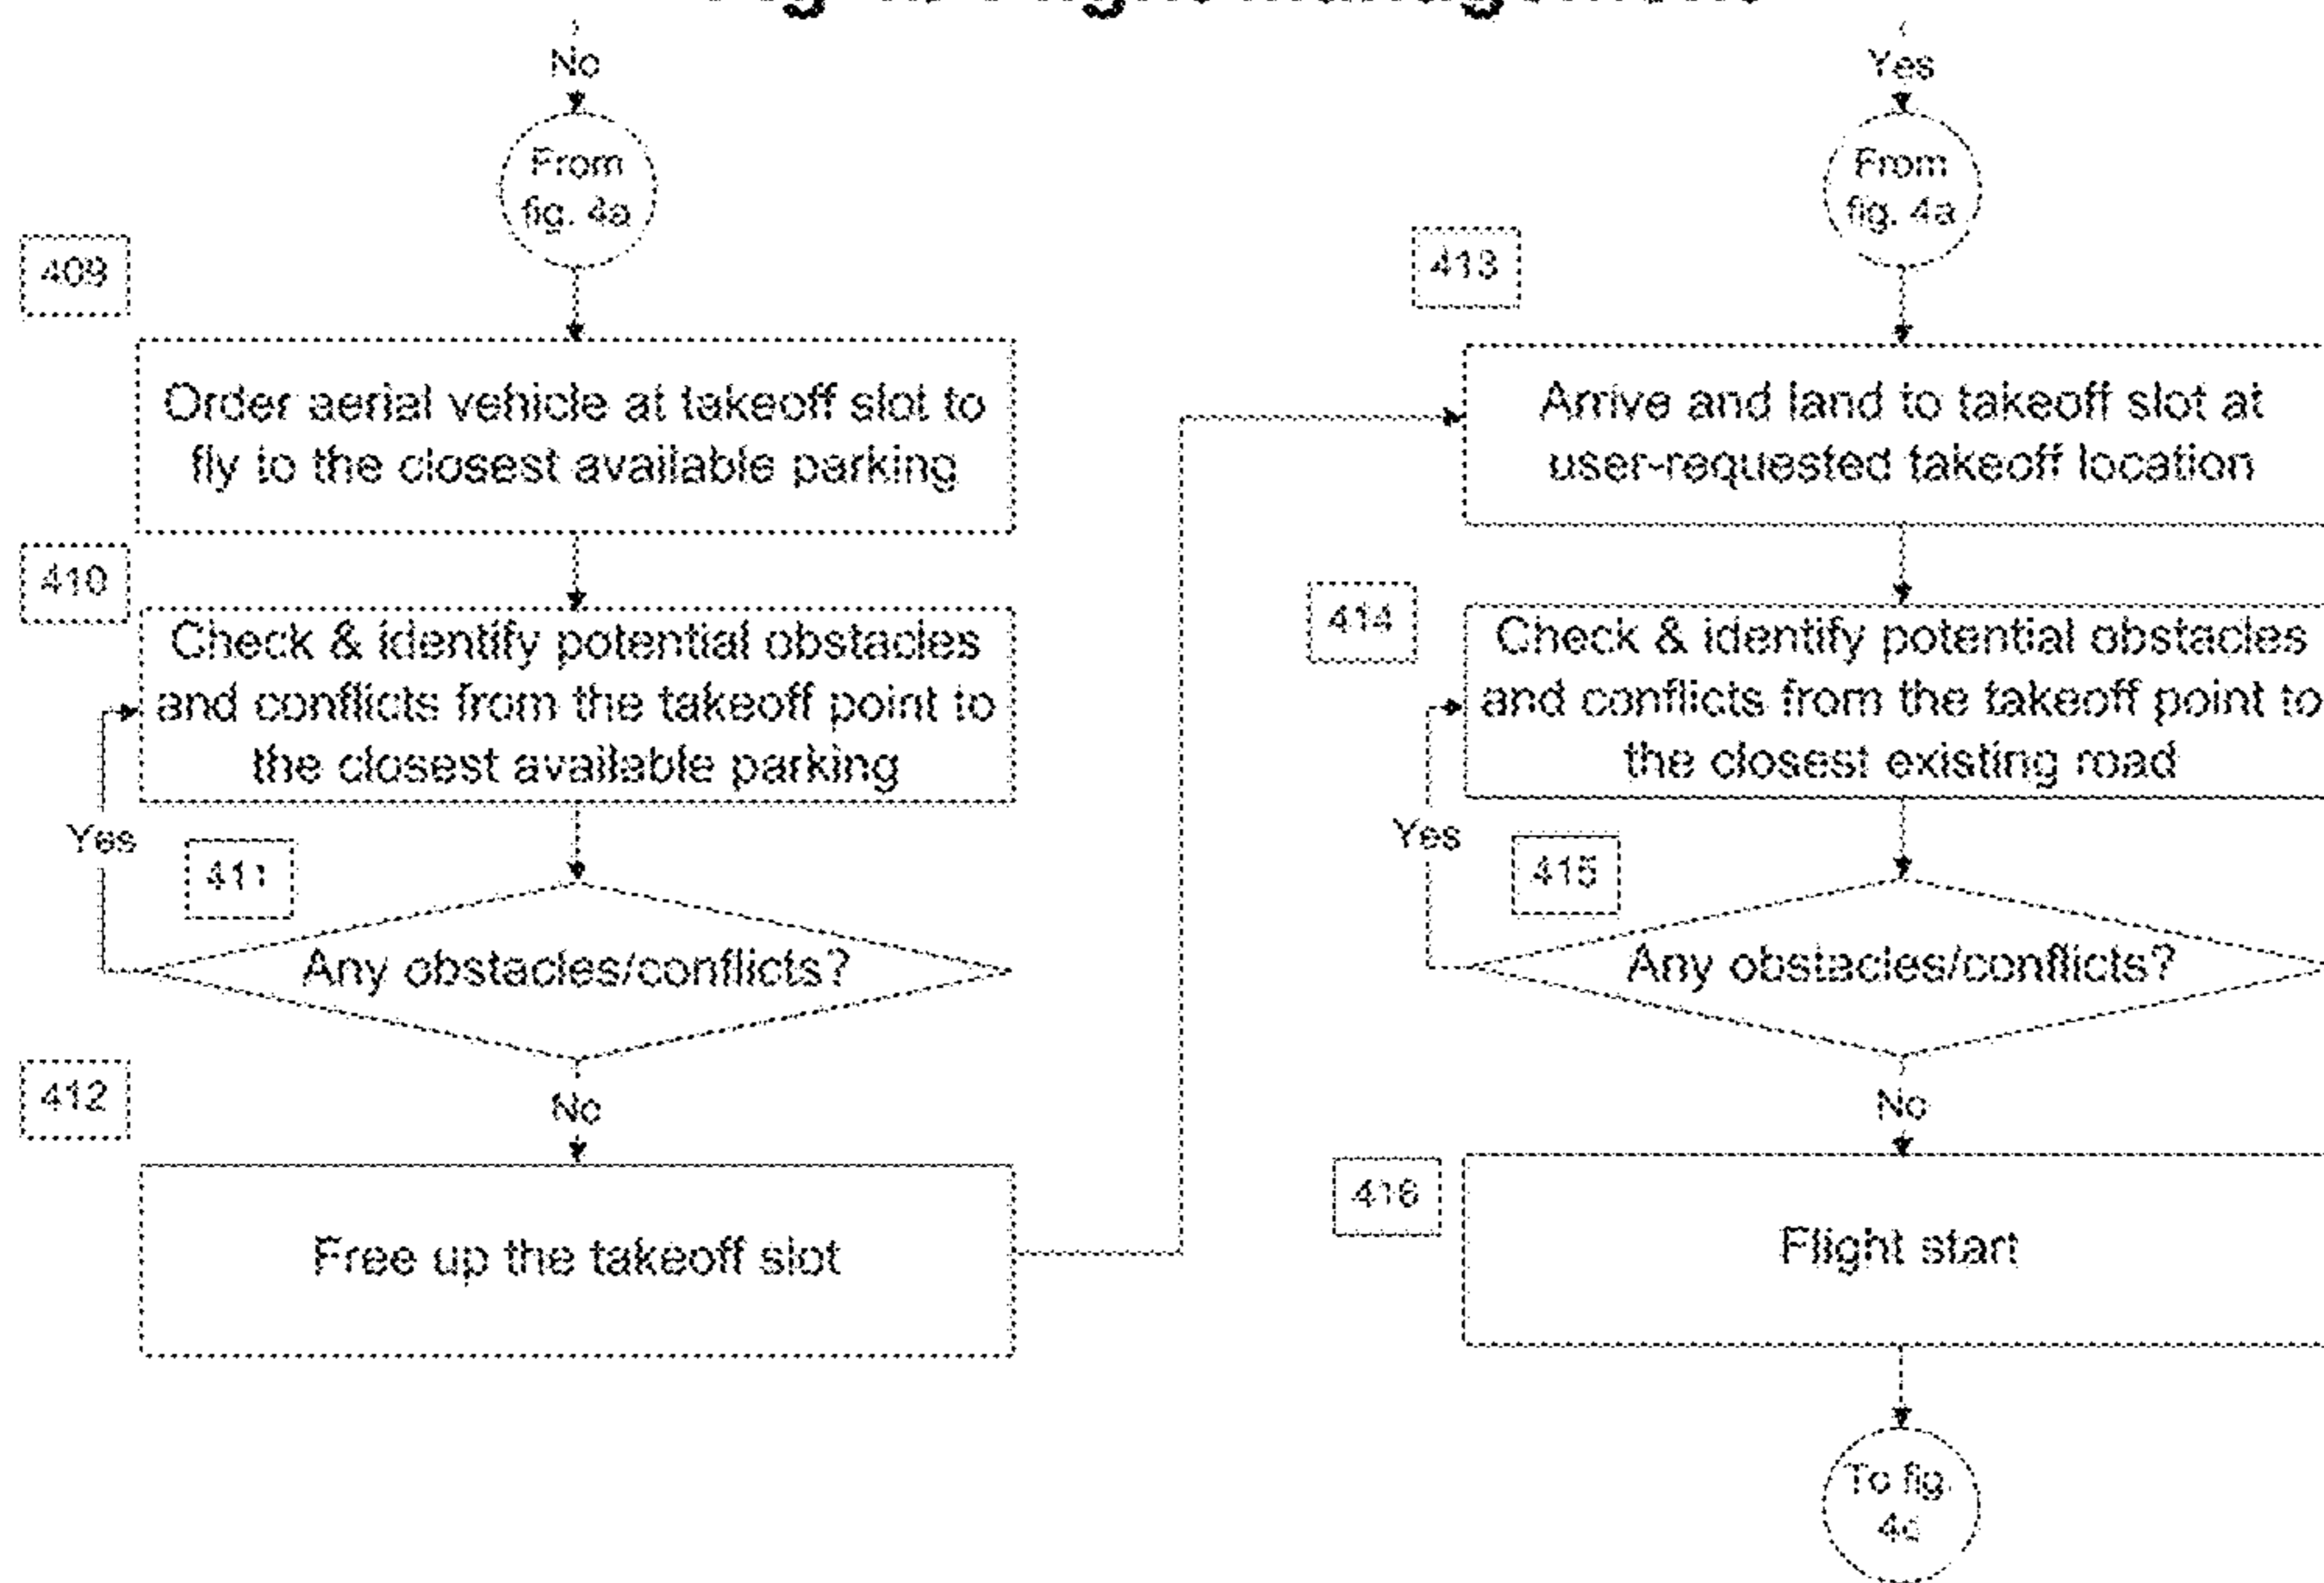 No
From
fig. 4a
409
Order aerial vehicle at takeoff slot to
fly to the closest available parking
410
Check & identify potential obstacles
and conflicts from the takeoff point to
the closest available parking
Yes
411
Any obstacles/conflicts?
412
No
Free up the takeoff slot
Yes
From
fig. 4a
413
Arrive and land to takeoff slot at
user-requested takeoff location
414
Check & identify potential obstacles
and conflicts from the takeoff point to
the closest existing road
Yes
415
Any obstacles/conflicts?
No
416
Flight start
To fig.
4c